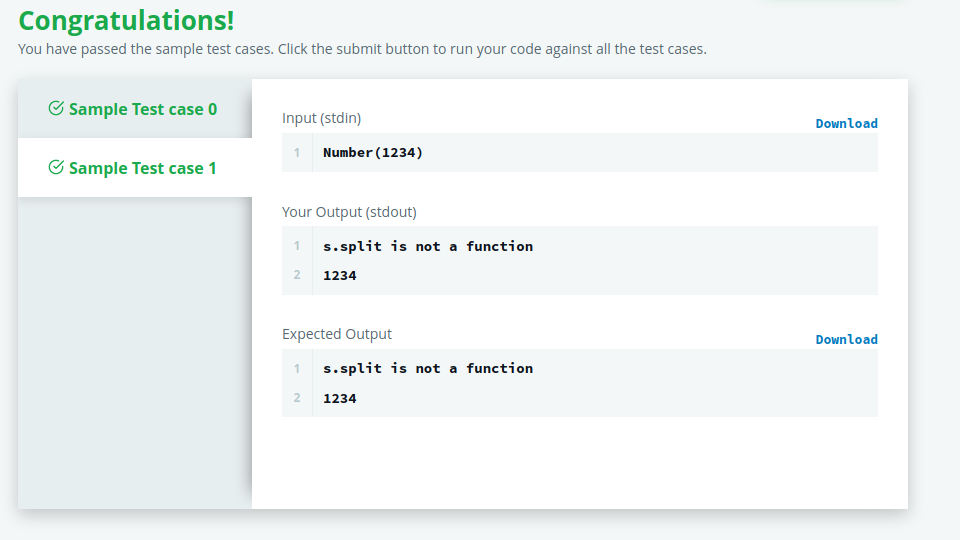 Congratulations!
You have passed the sample test cases. Click the submit button to run your code against all the test cases.
Sample Test case 0
Sample Test case 1
Input (stdin)
Download
1 Number(1234)
Your Output (stdout)
1 s.split is not a function
2 1234
Expected Output
Download
1 s.split is not a function
2 1234